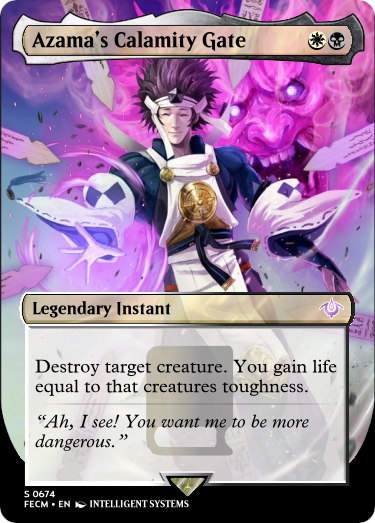 Azama's Calamity Gate
Legendary Instant
Destroy target creature. You gain life
equal to that creatures toughness.
“Ah, I see! You want me to be more
dangerous.”
S 0674
FECM • EN INTELLIGENT SYSTEMS